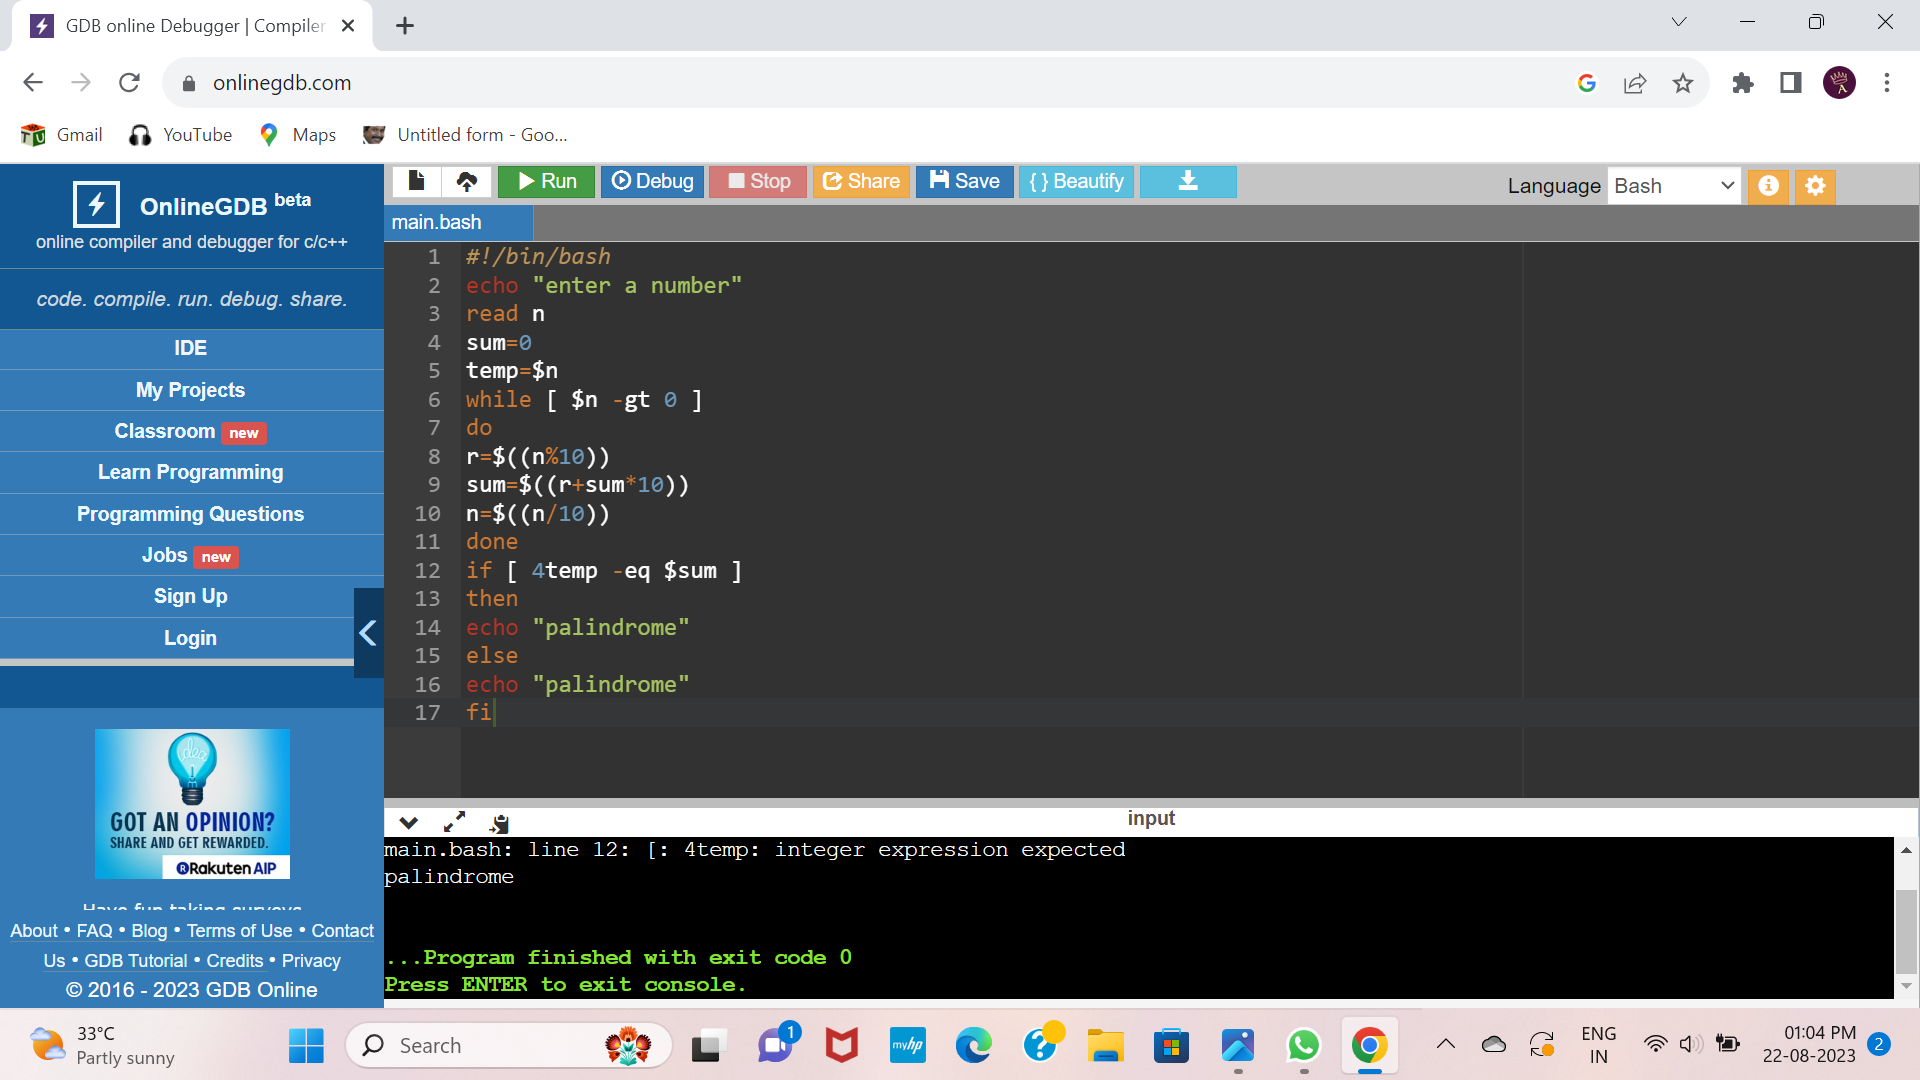 GDB online Debugger | Compiler
onlinegdb.com
Gmail
YouTube
Maps
Untitled form - Goo...
OnlineGDB beta
online compiler and debugger for c/c++
code. compile. run. debug. share.
IDE
My Projects
Classroom new
Learn Programming
Programming Questions
Jobs new
Sign Up
Login
idea
GOT AN OPINION?
SHARE AND GET REWARDED.
Rakuten AIP
Have fun taking surveys
About • FAQ • Blog • Terms of Use • Contact
Us • GDB Tutorial • Credits • Privacy
© 2016 - 2023 GDB Online
Run Debug Stop Share Save { } Beautify
Language Bash
main.bash
1 #!/bin/bash
2 echo "enter a number"
3 read n
4 sum=0
5 temp=$n
6 while [ $n -gt 0 ]
7 do
8 r=$((n%10))
9 sum=$((r+sum*10))
10 n=$((n/10))
11 done
12 if [ 4temp -eq $sum ]
13 then
14 echo "palindrome"
15 else
16 echo "palindrome"
17 fi
input
main.bash: line 12: [: 4temp: integer expression expected
palindrome
...Program finished with exit code 0
Press ENTER to exit console.
33°C
Partly sunny
Search
1
myhp
ENG
IN
01:04 PM
22-08-2023
2